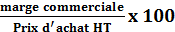 marge commerciale
Prix d'achat HT
x 100